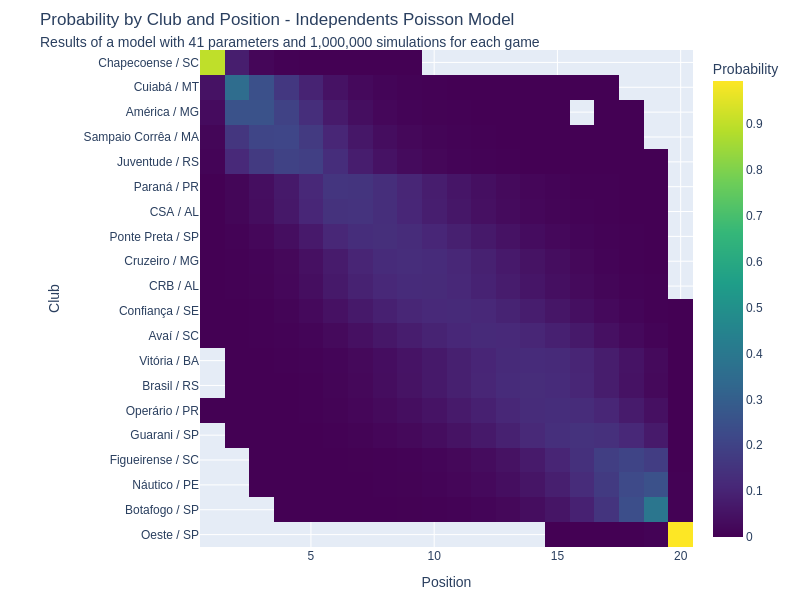 Probability by Club and Position - Independents Poisson Model
Results of a model with 41 parameters and 1,000,000 simulations for each game
Probability
Chapecoense / SC
Cuiabá / MT
América / MG
Sampaio Corrêa / MA
Juventude / RS
Paraná / PR
CSA / AL
Ponte Preta / SP
Cruzeiro / MG
CRB / AL
Confiança / SE
Avaí / SC
Vitória / BA
Brasil / RS
Operário / PR
Guarani / SP
Figueirense / SC
Náutico / PE
Botafogo / SP
Oeste / SP
Club
5
10
15
20
Position
0.9
0.8
0.7
0.6
0.5
0.4
0.3
0.2
0.1
0